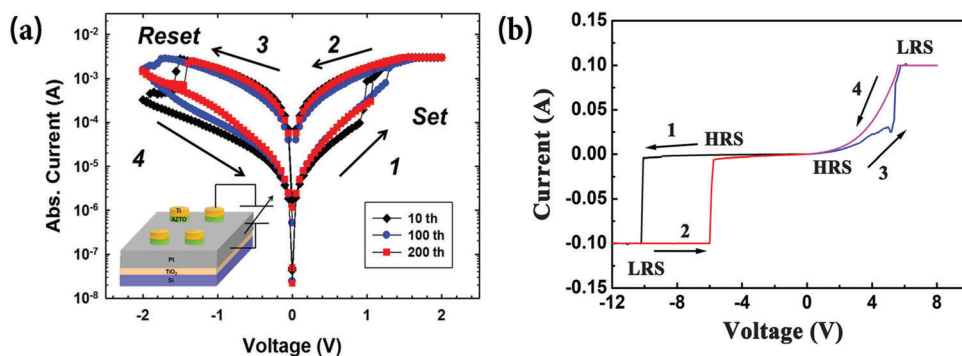 (a)
Reset
3
2
Set
4
1
Abs. Current (A)
10⁻²
10⁻³
10⁻⁴
10⁻⁵
10⁻⁶
10⁻⁷
10⁻⁸
Ti
AZTO
Pt
TiO₂
Si
10 th
100 th
200 th
-2 -1 0 1 2
Voltage (V)
(b)
Current (A)
0.15
0.10
0.05
0.00
-0.05
-0.10
-0.15
LRS
4
1
HRS
HRS
3
2
LRS
-12 -8 -4 0 4 8
Voltage (V)